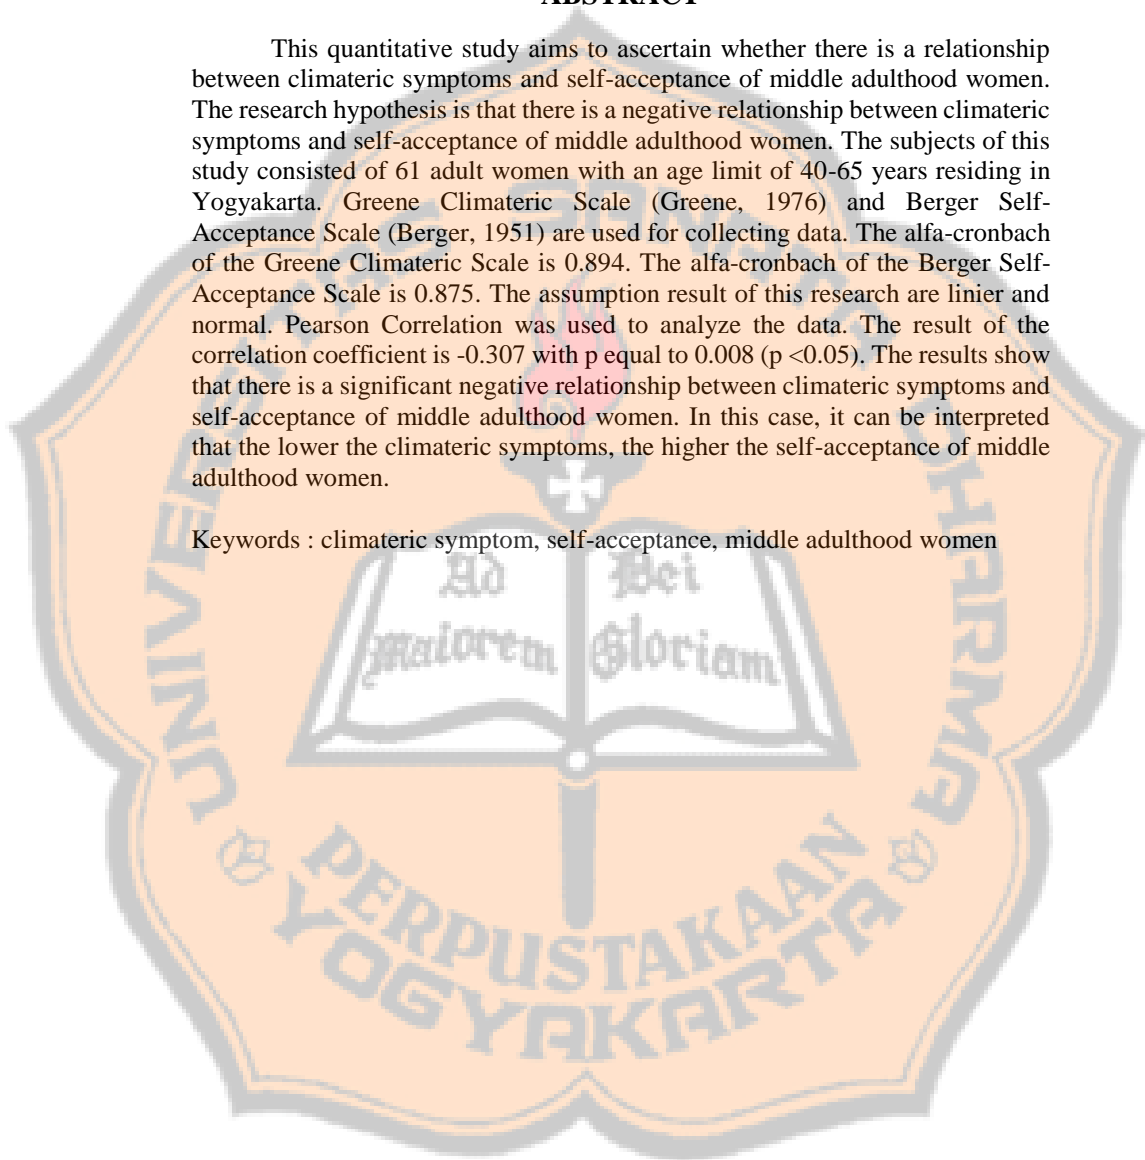 ABSTRACT
This quantitative study aims to ascertain whether there is a relationship
between climateric symptoms and self-acceptance of middle adulthood women.
The research hypothesis is that there is a negative relationship between climateric
symptoms and self-acceptance of middle adulthood women. The subjects of this
study consisted of 61 adult women with an age limit of 40-65 years residing in
Yogyakarta. Greene Climateric Scale (Greene, 1976) and Berger Self-
Acceptance Scale (Berger, 1951) are used for collecting data. The alfa-cronbach
of the Greene Climateric Scale is 0.894. The alfa-cronbach of the Berger Self-
Acceptance Scale is 0.875. The assumption result of this research are linier and
normal. Pearson Correlation was used to analyze the data. The result of the
correlation coefficient is -0.307 with p equal to 0.008 (p <0.05). The results show
that there is a significant negative relationship between climateric symptoms and
self-acceptance of middle adulthood women. In this case, it can be interpreted
that the lower the climateric symptoms, the higher the self-acceptance of middle
adulthood women.
Keywords : climateric symptom, self-acceptance, middle adulthood women
UNIVERSITAS SANATA DHARMA
Ad
maiorem
Dei
Gloriam
PERPUSTAKAAN
YOGYAKARTA